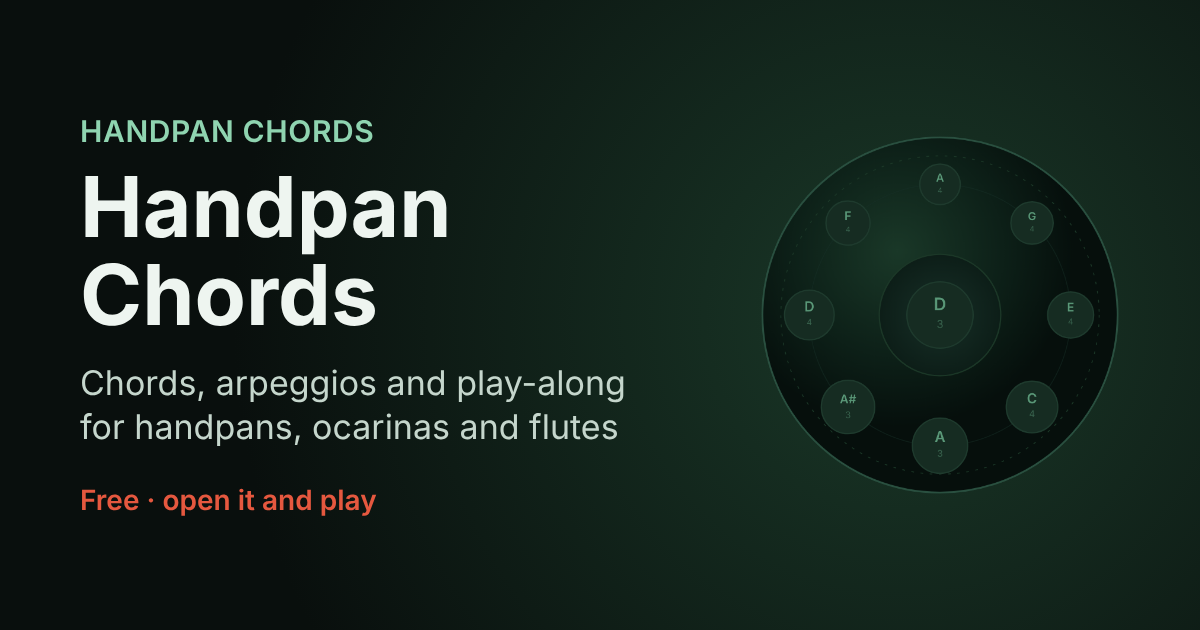 HANDPAN CHORDS
Handpan
Chords
Chords, arpeggios and play-along
for handpans, ocarinas and flutes
Free · open it and play
A
4
F
4
G
4
D
4
D
3
E
4
A#
3
C
4
A
3